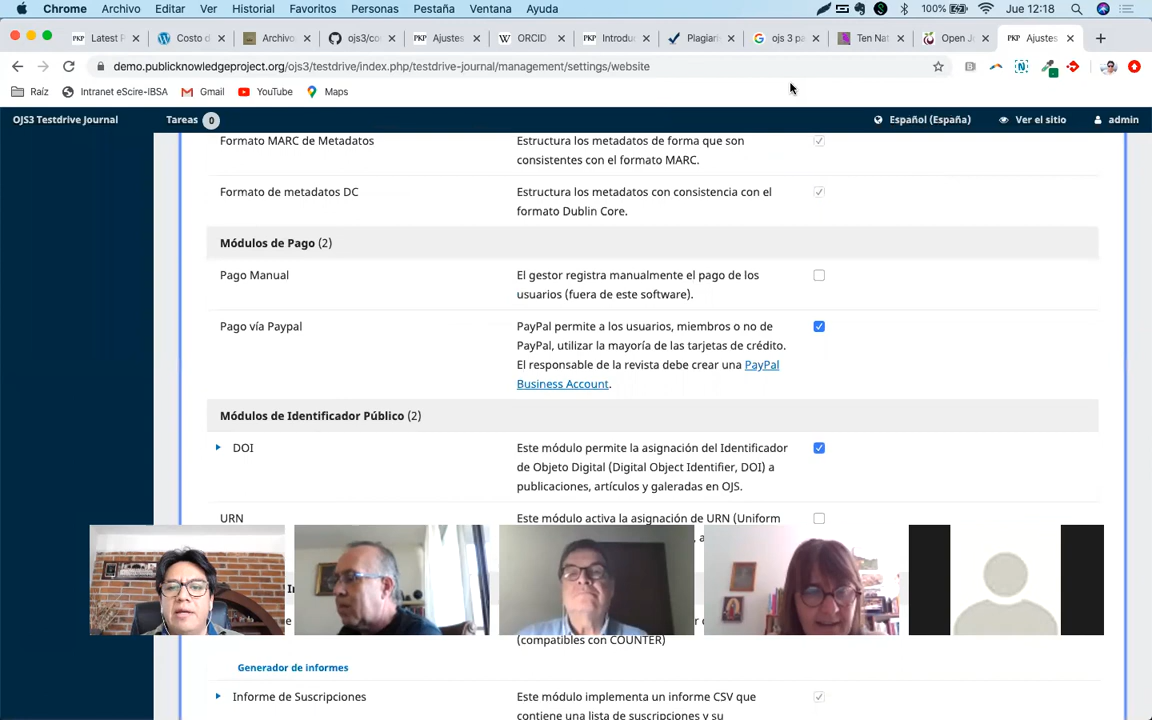 Chrome Archivo Editar Ver Historial Favoritos Personas Pestaña Ventana Ayuda 100% Jue 12:18
PKP Latest P Costo d Archivo ojs3/co PKP Ajustes W ORCID PKP Introduc Plagiaris ojs 3 pa Ten Nat Open Jo PKP Ajustes
demo.publicknowledgeproject.org/ojs3/testdrive/index.php/testdrive-journal/management/settings/website
Raíz Intranet eScire-IBSA Gmail YouTube Maps
OJS3 Testdrive Journal Tareas 0 Español (España) Ver el sitio admin
Formato MARC de Metadatos
Estructura los metadatos de forma que son
consistentes con el formato MARC.
Formato de metadatos DC
Estructura los metadatos con consistencia con el
formato Dublin Core.
Módulos de Pago (2)
Pago Manual
El gestor registra manualmente el pago de los
usuarios (fuera de este software).
Pago vía Paypal
PayPal permite a los usuarios, miembros o no de
PayPal, utilizar la mayoría de las tarjetas de crédito.
El responsable de la revista debe crear una PayPal
Business Account.
Módulos de Identificador Público (2)
DOI
Este módulo permite la asignación del Identificador
de Objeto Digital (Digital Object Identifier, DOI) a
publicaciones, artículos y galeradas en OJS.
URN
Este módulo activa la asignación de URN (Uniform
(compatibles con COUNTER)
Generador de informes
Informe de Suscripciones
Este módulo implementa un informe CSV que
contiene una lista de suscripciones y su